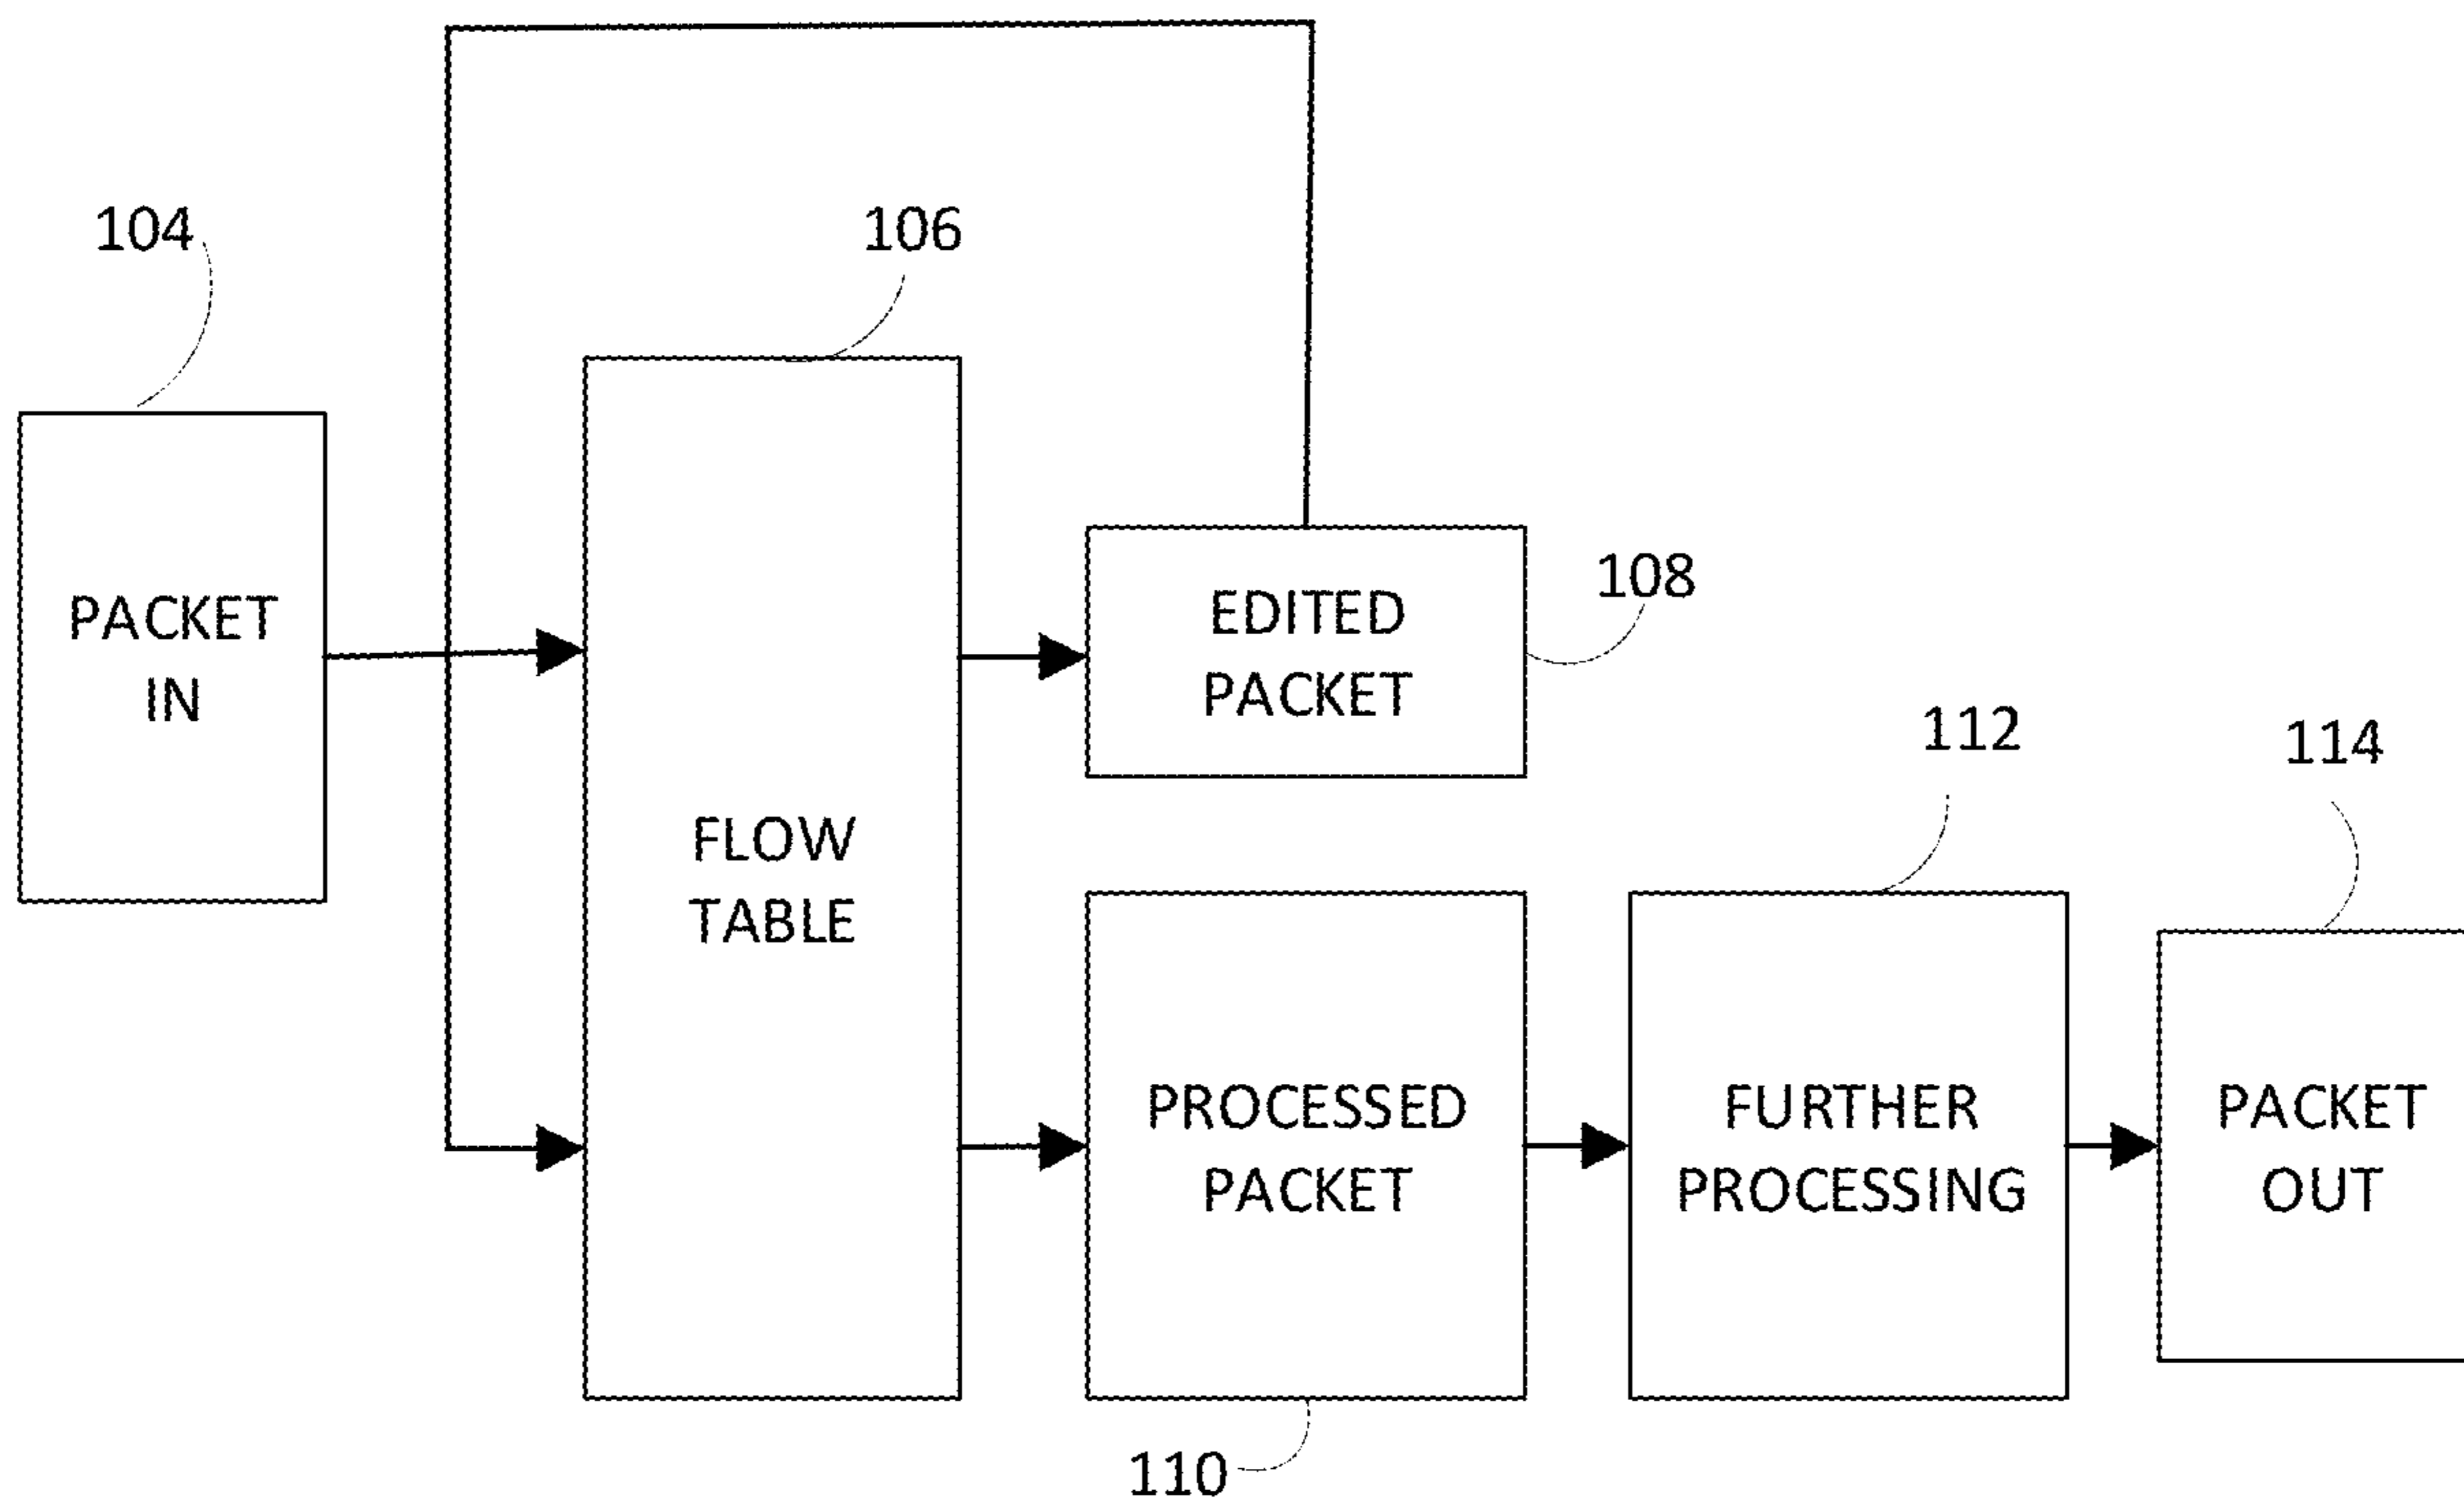 104
106
PACKET
IN
EDITED
PACKET
108
FLOW
TABLE
112
114
PROCESSED
PACKET
FURTHER
PROCESSING
PACKET
OUT
110